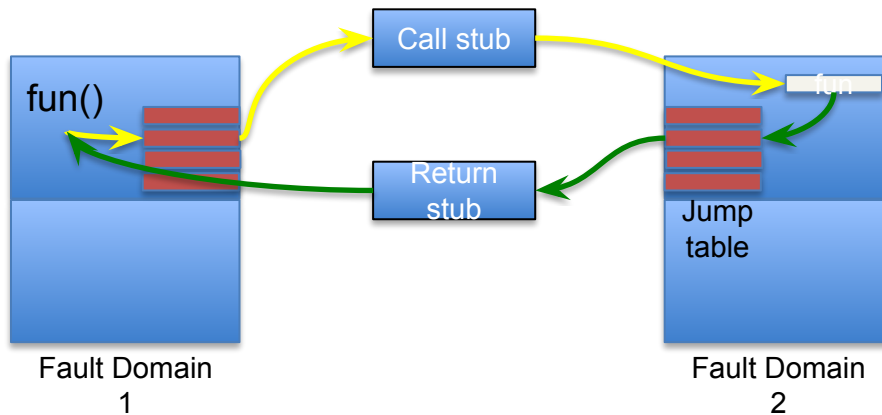 Call stub
fun()
fun
Return
stub
Jump
table
Fault Domain
1
Fault Domain
2